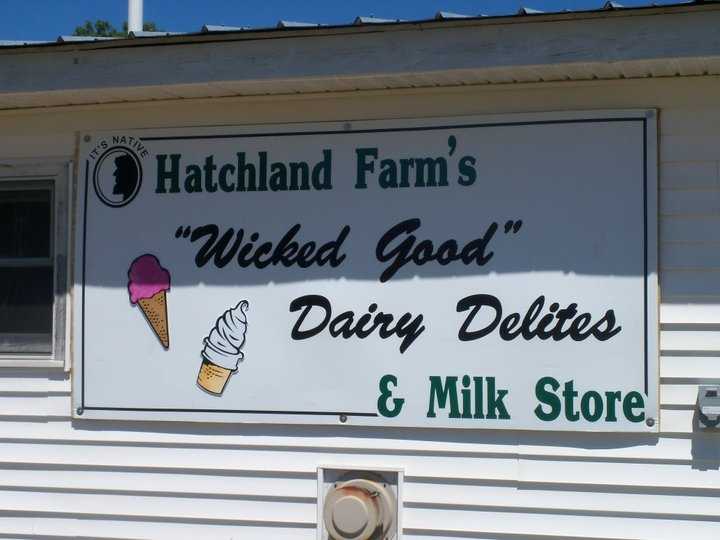 IT'S NATIVE
Hatchland Farm's
"Wicked Good"
Dairy Delites
& Milk Store